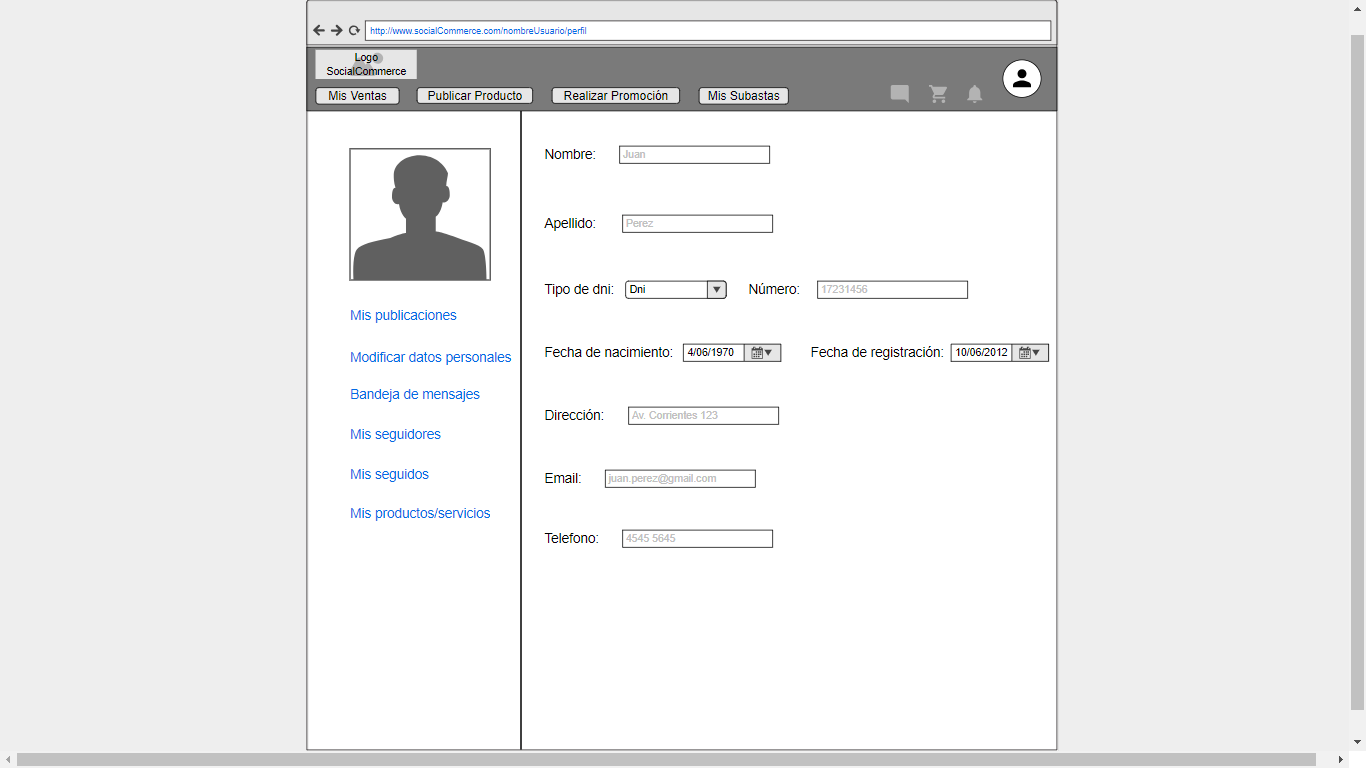 http://www.socialCommerce.com/nombreUsuario/perfil
Logo
SocialCommerce
Mis Ventas Publicar Producto Realizar Promoción Mis Subastas
Nombre: Juan
Apellido: Perez
Tipo de dni: Dni Número: 17231456
Mis publicaciones
Fecha de nacimiento: 4/06/1970 Fecha de registración: 10/06/2012
Modificar datos personales
Bandeja de mensajes
Dirección: Av. Corrientes 123
Mis seguidores
Mis seguidos
Email: juan.perez@gmail.com
Mis productos/servicios
Telefono: 4545 5645